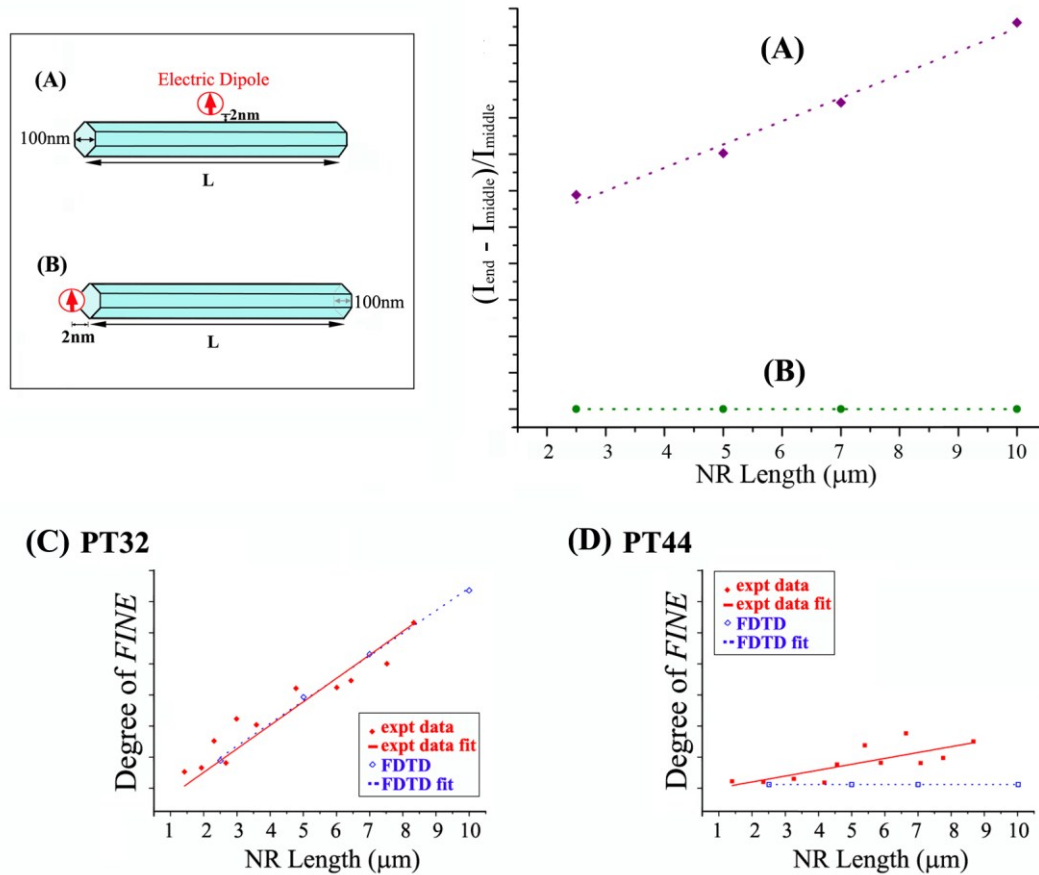 (A)
Electric Dipole
2nm
100nm
L
(B)
100nm
2nm
L
(Iend - Imiddle)/Imiddle
(A)
(B)
2 3 4 5 6 7 8 9 10
NR Length (μm)
(C) PT32
Degree of FINE
expt data
expt data fit
FDTD
FDTD fit
1 2 3 4 5 6 7 8 9 10
NR Length (μm)
(D) PT44
Degree of FINE
expt data
expt data fit
FDTD
FDTD fit
1 2 3 4 5 6 7 8 9 10
NR Length (μm)